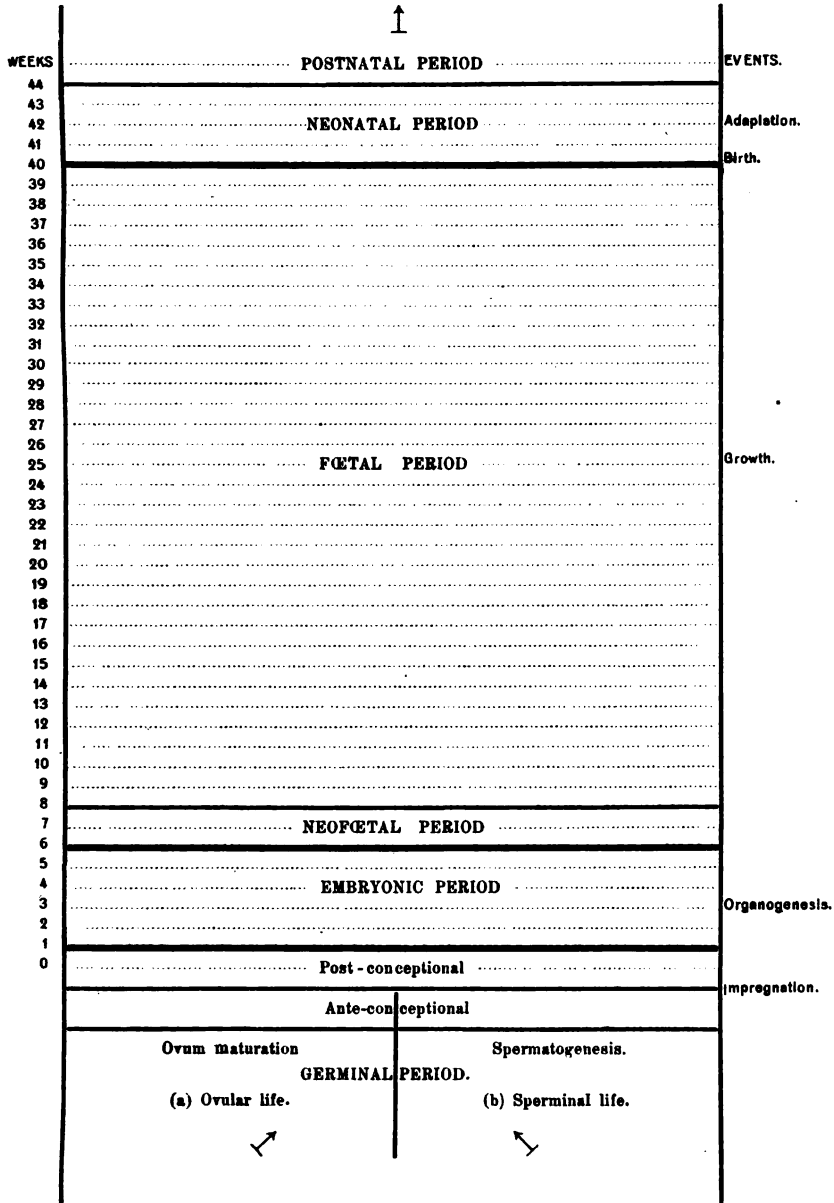 WEEKS POSTNATAL PERIOD EVENTS.
44
43
42 NEONATAL PERIOD Adaptation.
41
40 Birth.
39
38
37
36
35
34
33
32
31
30
29
28
27
26
25 FŒTAL PERIOD Growth.
24
23
22
21
20
19
18
17
16
15
14
13
12
11
10
9
8
7 NEOFŒTAL PERIOD
6
5
4 EMBRYONIC PERIOD
3 Organogenesis.
2
1
0 Post-conceptional
Impregnation.
Ante-conceptional
Ovum maturation Spermatogenesis.
GERMINAL PERIOD.
(a) Ovular life. (b) Sperminal life.